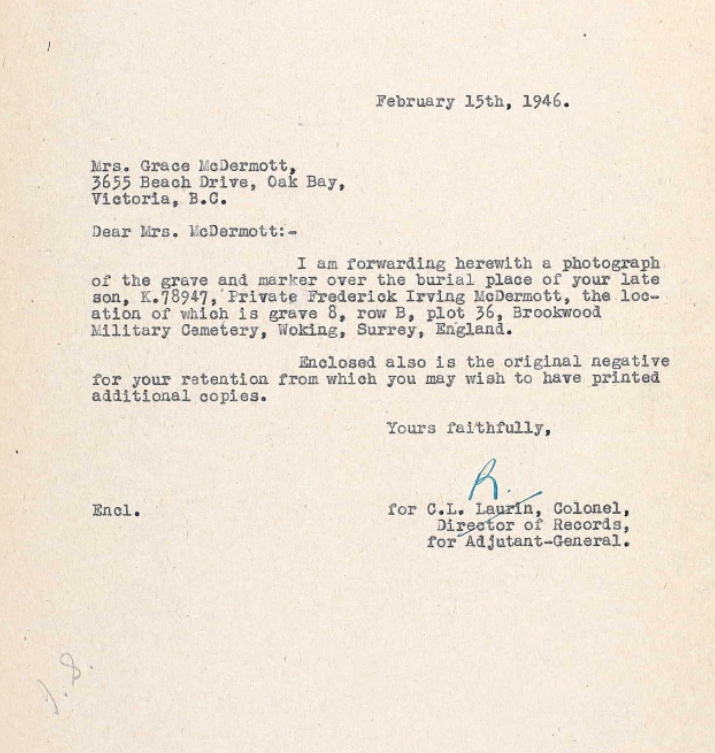 February 15th, 1946.
Mrs. Grace McDermott,
3655 Beach Drive, Oak Bay,
Victoria, B.C.
Dear Mrs. McDermott:-
I am forwarding herewith a photograph
of the grave and marker over the burial place of your late
son, K.78947, Private Frederick Irving McDermott, the loc-
ation of which is grave 8, row B, plot 36, Brookwood
Military Cemetery, Woking, Surrey, England.
Enclosed also is the original negative
for your retention from which you may wish to have printed
additional copies.
Yours faithfully,
R.
Encl.
for C.L. Laurin, Colonel,
Director of Records,
for Adjutant-General.